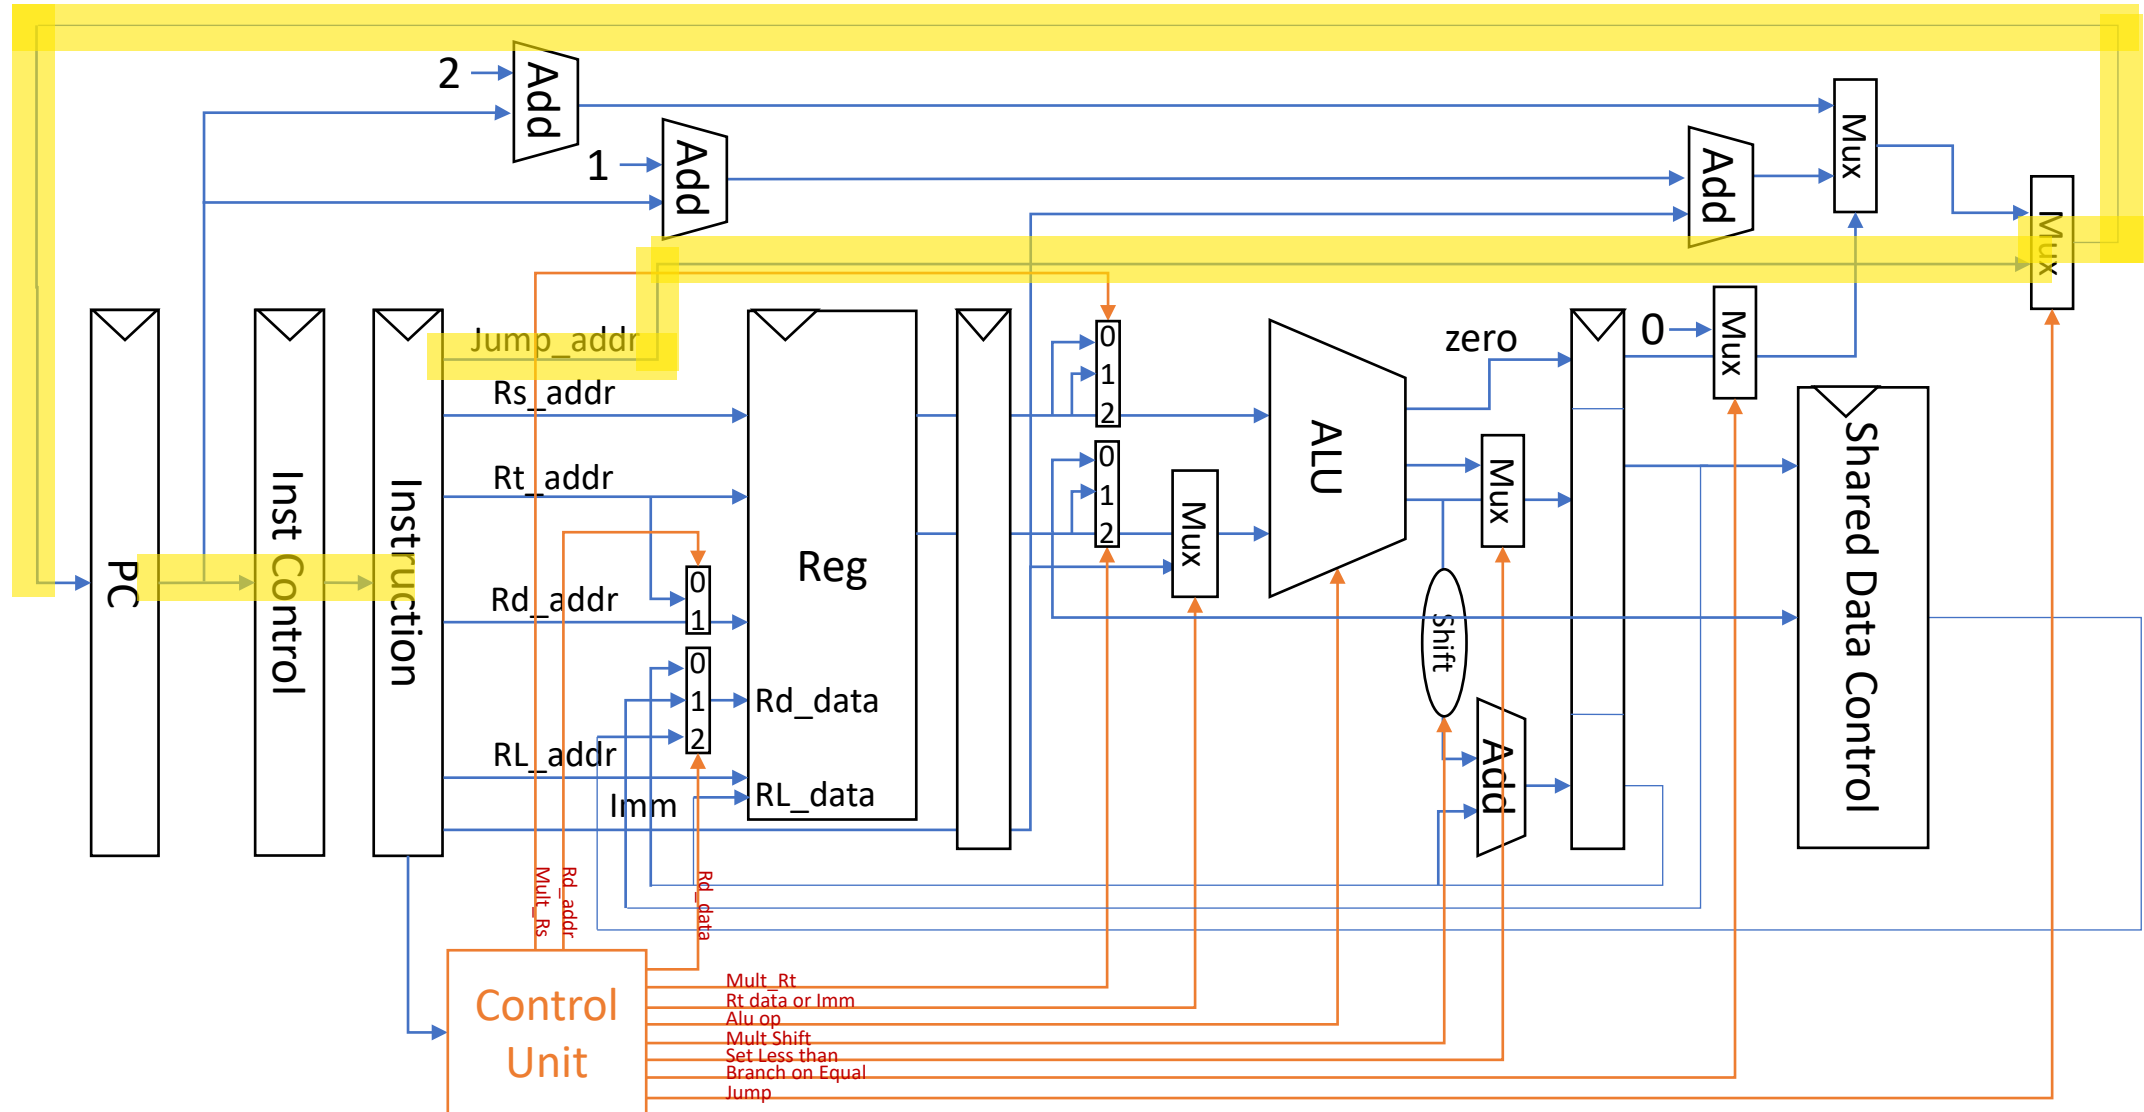 2
Add
1
Add
Add
Mux
Mux
Jump_addr
zero
0
Mux
0
1
2
Rs_addr
0
1
2
Rt_addr
ALU
Mux
Mux
PC
Inst Control
Instruction
Reg
Shared Data Control
0
1
Rd_addr
Shift
0
1
2
Rd_data
RL_addr
Add
RL_data
Imm
Mult_Rs
Rd_addr
Rd_data
Control
Unit
Mult_Rt
Rt data or Imm
Alu op
Mult Shift
Set Less than
Branch on Equal
Jump